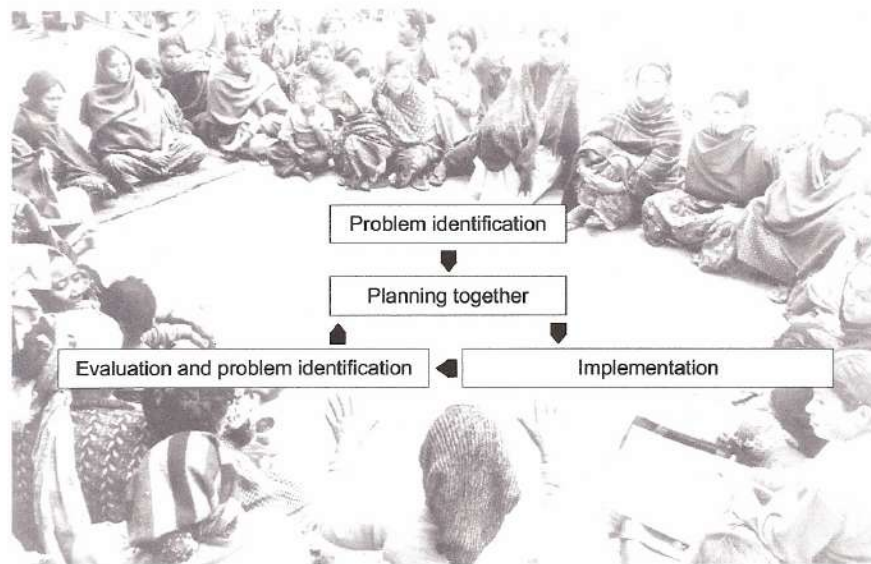 Problem identification
Planning together
Evaluation and problem identification
Implementation